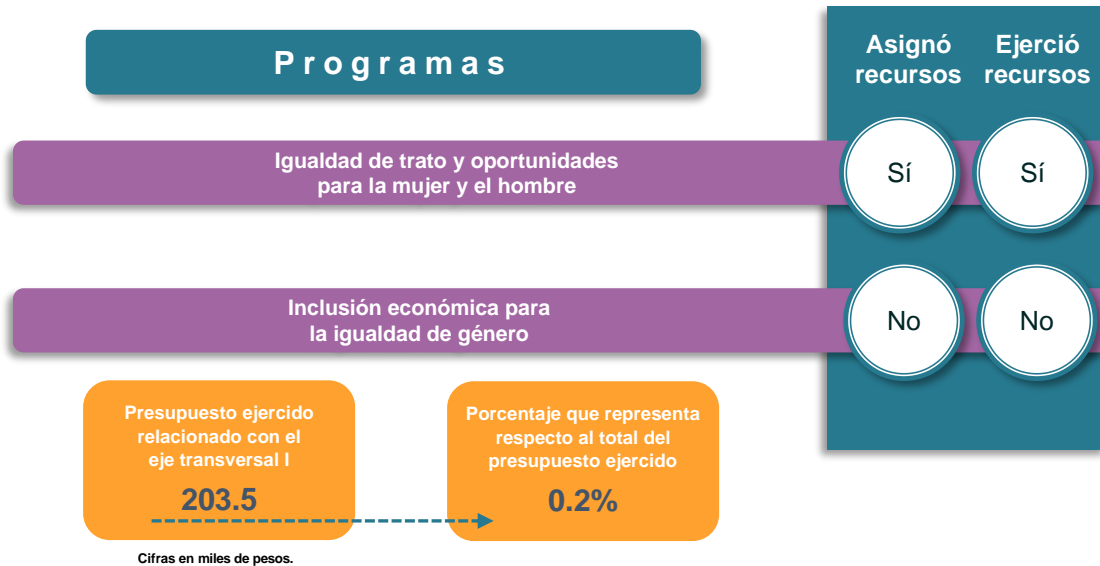 Programas
Asignó
recursos
Ejerció
recursos
Igualdad de trato y oportunidades
para la mujer y el hombre
Sí
Sí
Inclusión económica para
la igualdad de género
No
No
Presupuesto ejercido
relacionado con el
eje transversal I
203.5
Porcentaje que representa
respecto al total del
presupuesto ejercido
0.2%
Cifras en miles de pesos.